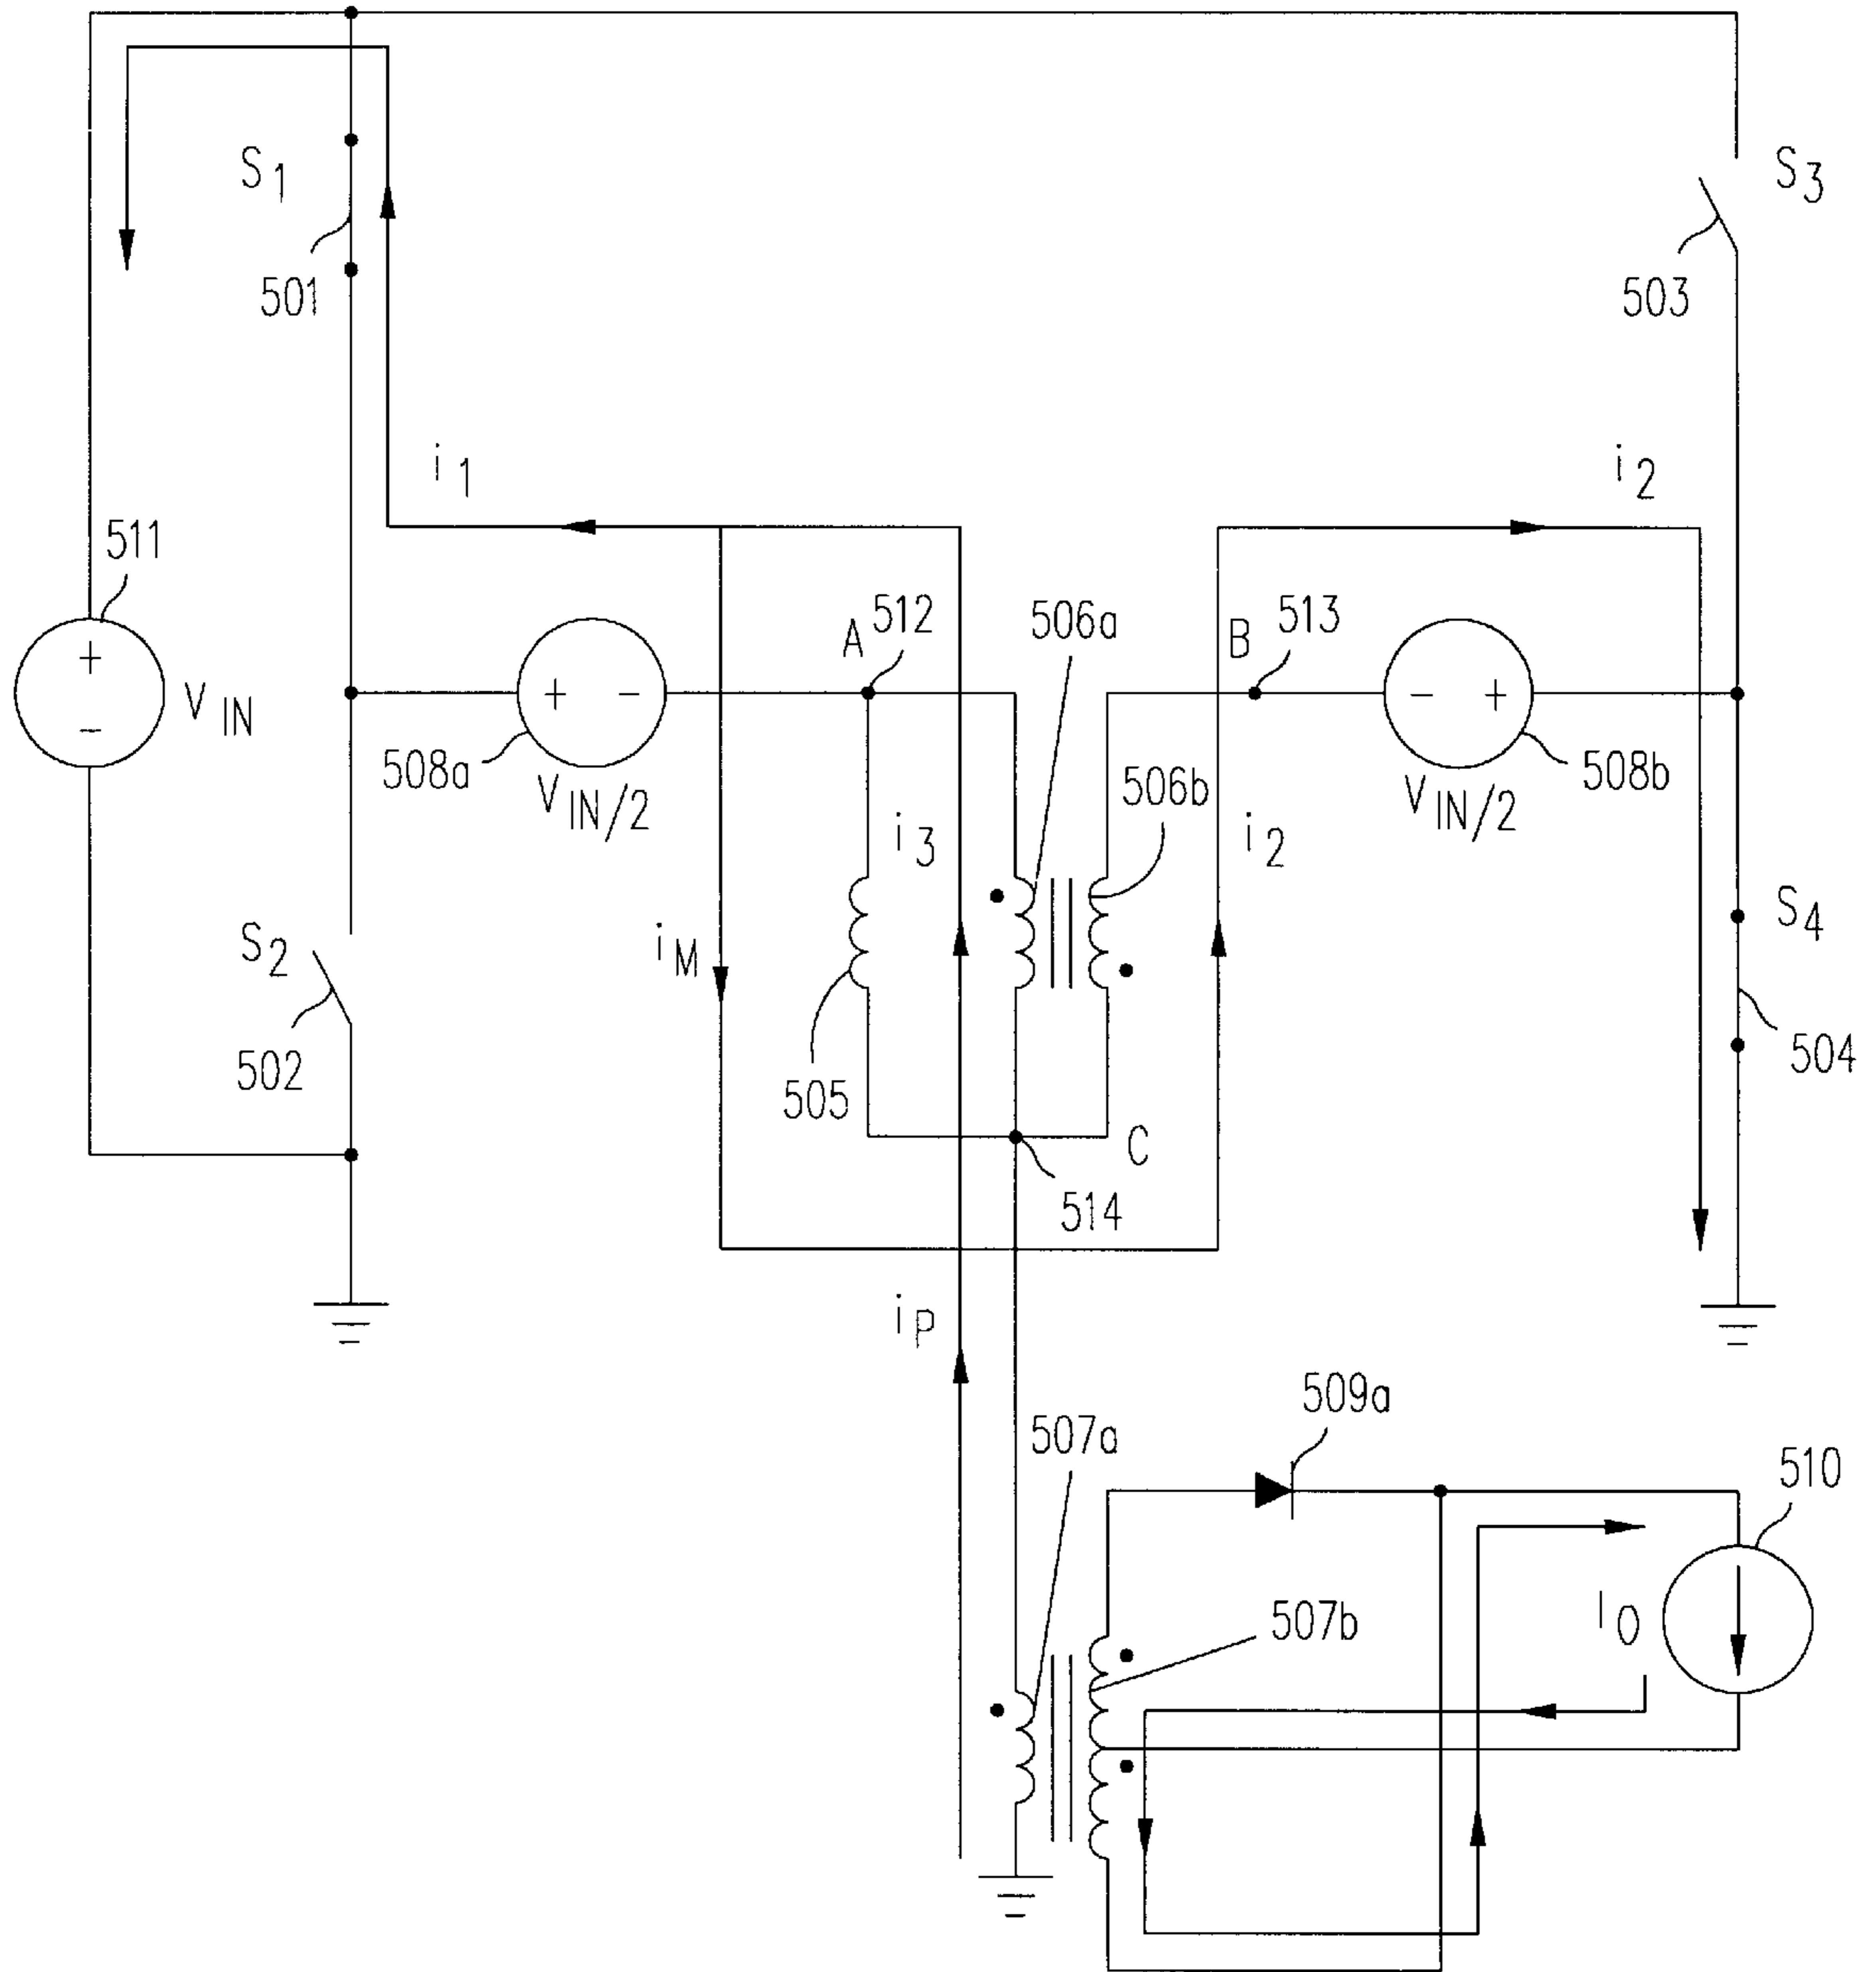 S1
S3
501
503
i1
i2
511
+
-
VIN
A
512
506a
B
513
+ -
- +
508a
VIN/2
506b
VIN/2
508b
i3
i2
S2
iM
S4
502
505
C
504
514
iP
509a
507a
510
507b
IO